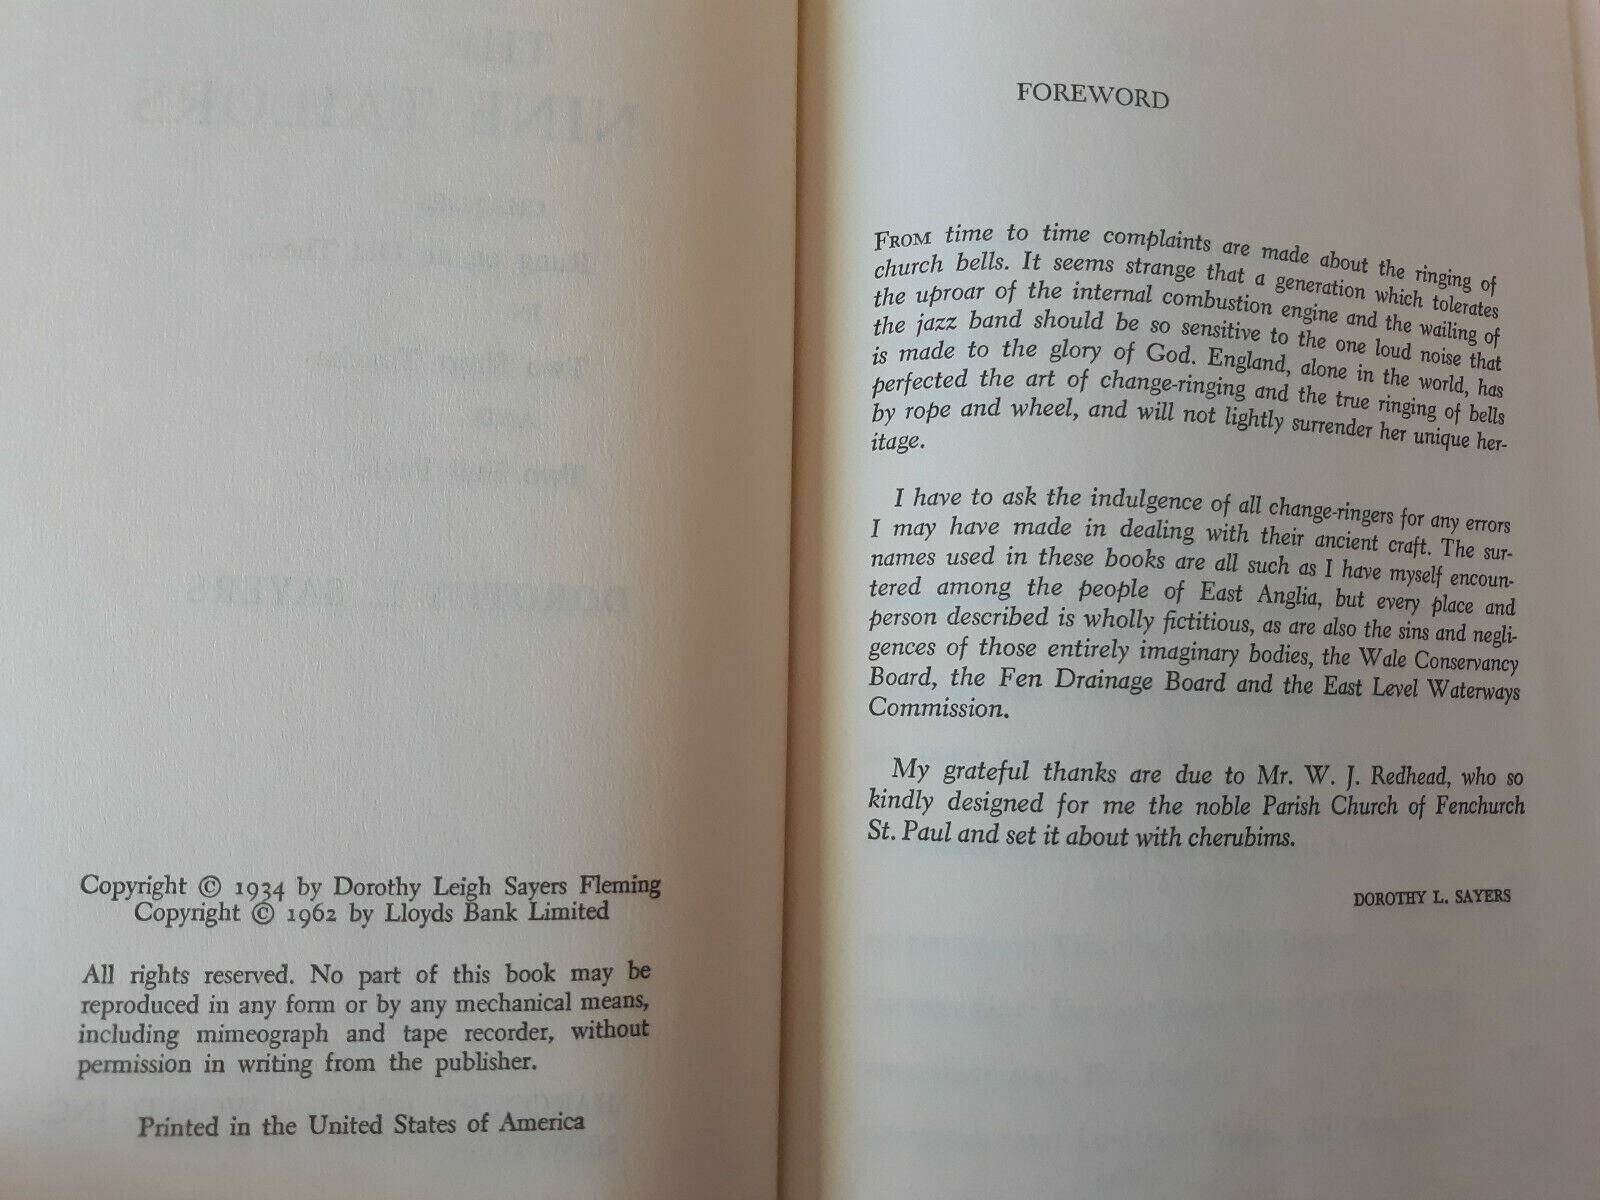 Copyright © 1934 by Dorothy Leigh Sayers Fleming
Copyright © 1962 by Lloyds Bank Limited
All rights reserved. No part of this book may be
reproduced in any form or by any mechanical means,
including mimeograph and tape recorder, without
permission in writing from the publisher.
Printed in the United States of America
FOREWORD
FROM time to time complaints are made about the ringing of
church bells. It seems strange that a generation which tolerates
the uproar of the internal combustion engine and the wailing of
the jazz band should be so sensitive to the one loud noise that
is made to the glory of God. England, alone in the world, has
perfected the art of change-ringing and the true ringing of bells
by rope and wheel, and will not lightly surrender her unique her-
itage.
I have to ask the indulgence of all change-ringers for any errors
I may have made in dealing with their ancient craft. The sur-
names used in these books are all such as I have myself encoun-
tered among the people of East Anglia, but every place and
person described is wholly fictitious, as are also the sins and negli-
gences of those entirely imaginary bodies, the Wale Conservancy
Board, the Fen Drainage Board and the East Level Waterways
Commission.
My grateful thanks are due to Mr. W. J. Redhead, who so
kindly designed for me the noble Parish Church of Fenchurch
St. Paul and set it about with cherubims.
DOROTHY L. SAYERS